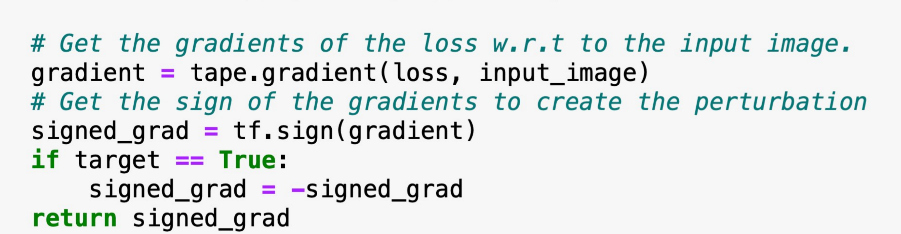 # Get the gradients of the loss w.r.t to the input image.
gradient = tape.gradient(loss, input_image)
# Get the sign of the gradients to create the perturbation
signed_grad = tf.sign(gradient)
if target == True:
    signed_grad = -signed_grad
return signed_grad